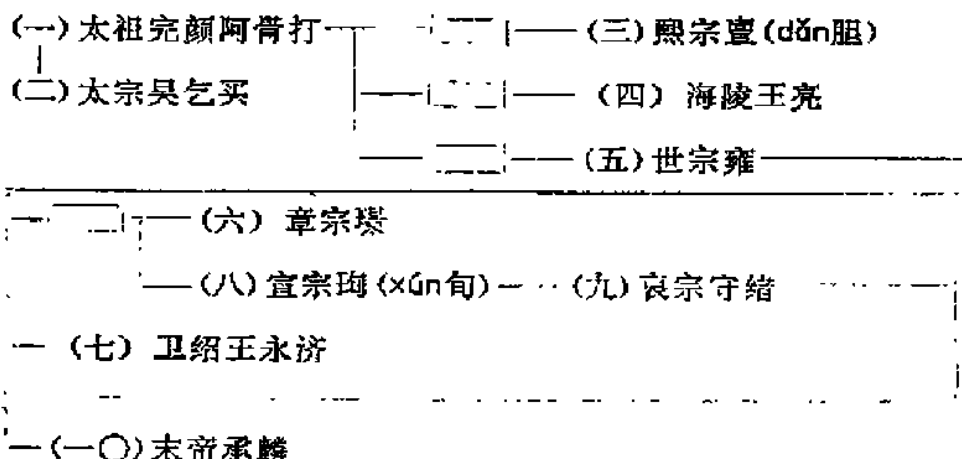 (一)太祖完颜阿骨打 (三)熙宗亶(dǎn胆)
(二)太宗吴乞买 (四)海陵王亮
(五)世宗雍
(六)章宗璟
(八)宣宗珣(xún旬) (九)哀宗守绪
(七)卫绍王永济
(一〇)末帝承麟